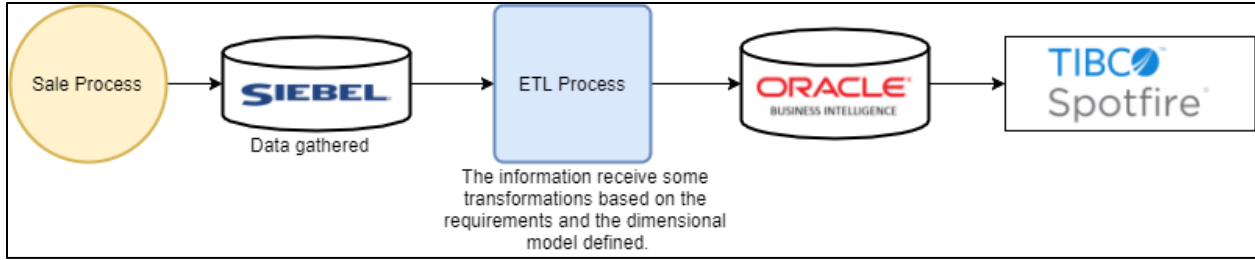 Sale Process
SIEBEL
Data gathered
ETL Process
The information receive some
transformations based on the
requirements and the dimensional
model defined.
ORACLE®
BUSINESS INTELLIGENCE
TIBCO™
Spotfire®